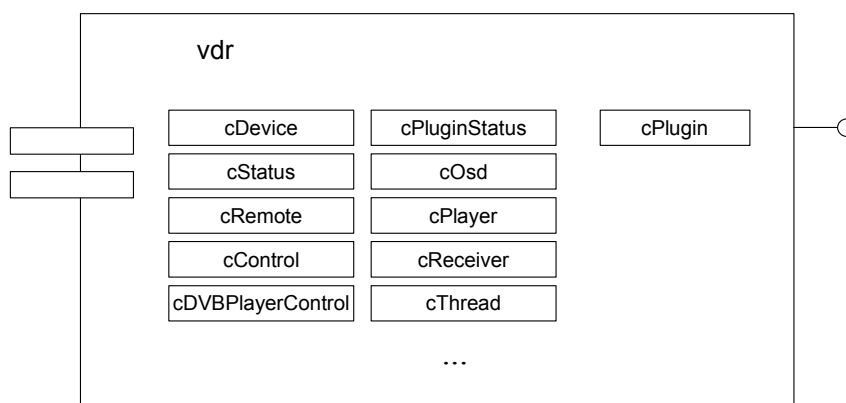 vdr
cDevice cPluginStatus cPlugin
cStatus cOsd
cRemote cPlayer
cControl cReceiver
cDVBPlayerControl cThread
...